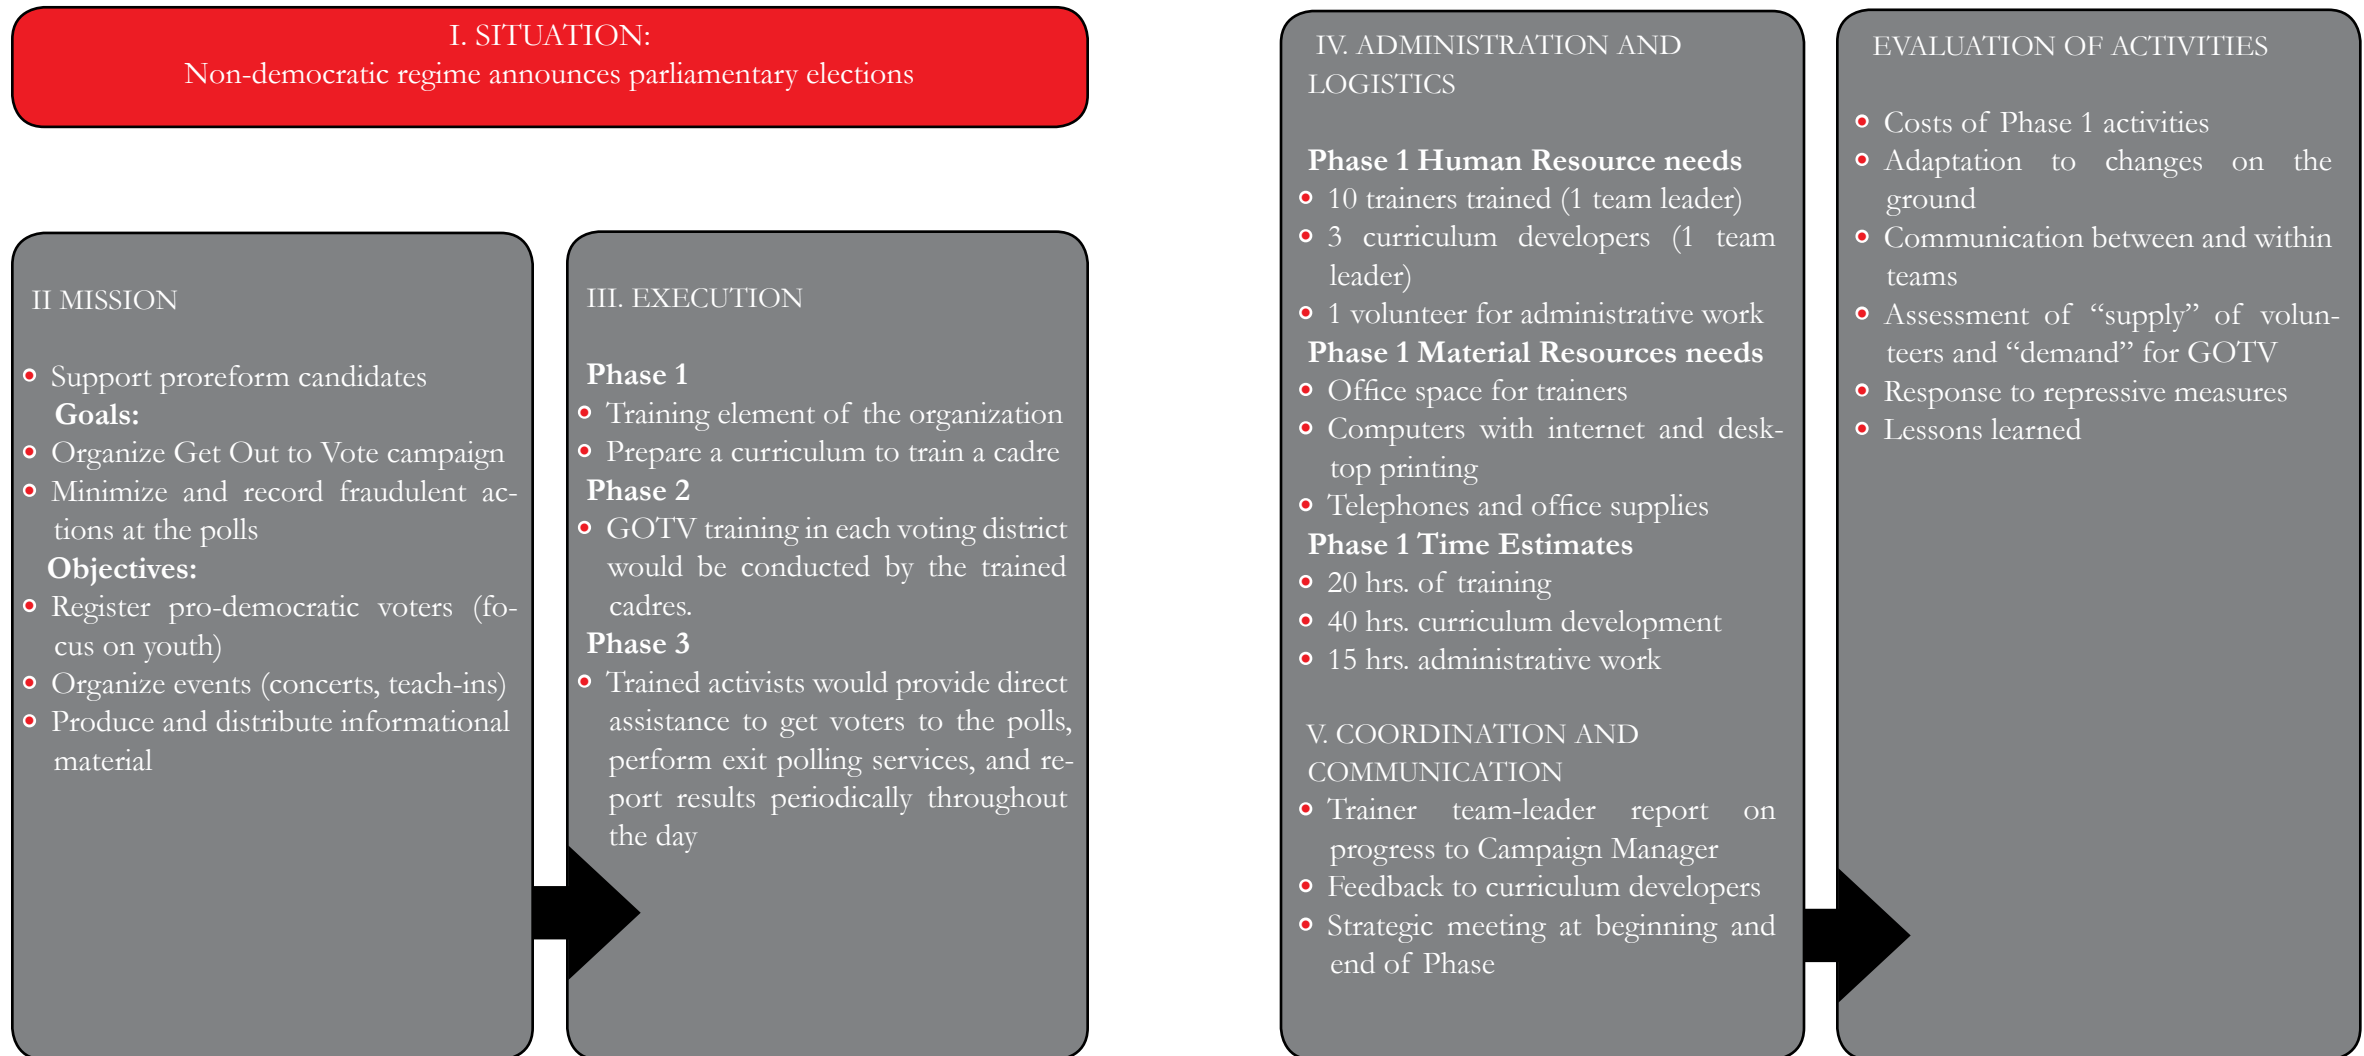 I. SITUATION:
Non-democratic regime announces parliamentary elections
II MISSION
Support proreform candidates
Goals:
Organize Get Out to Vote campaign
Minimize and record fraudulent ac-
tions at the polls
Objectives:
Register pro-democratic voters (fo-
cus on youth)
Organize events (concerts, teach-ins)
Produce and distribute informational
material
III. EXECUTION
Phase 1
Training element of the organization
Prepare a curriculum to train a cadre
Phase 2
GOTV training in each voting district
would be conducted by the trained
cadres.
Phase 3
Trained activists would provide direct
assistance to get voters to the polls,
perform exit polling services, and re-
port results periodically throughout
the day
IV. ADMINISTRATION AND
LOGISTICS
Phase 1 Human Resource needs
10 trainers trained (1 team leader)
3 curriculum developers (1 team
leader)
1 volunteer for administrative work
Phase 1 Material Resources needs
Office space for trainers
Computers with internet and desk-
top printing
Telephones and office supplies
Phase 1 Time Estimates
20 hrs. of training
40 hrs. curriculum development
15 hrs. administrative work
V. COORDINATION AND
COMMUNICATION
Trainer team-leader report on
progress to Campaign Manager
Feedback to curriculum developers
Strategic meeting at beginning and
end of Phase
EVALUATION OF ACTIVITIES
Costs of Phase 1 activities
Adaptation to changes on the
ground
Communication between and within
teams
Assessment of “supply” of volun-
teers and “demand” for GOTV
Response to repressive measures
Lessons learned